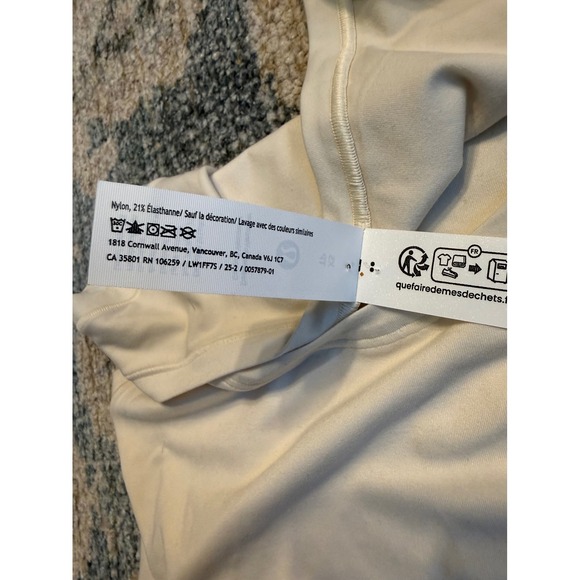 Nylon, 21% Élasthanne/ Sauf la décoration/ Lavage avec des couleurs similaires
1818 Cornwall Avenue, Vancouver, BC, Canada V6J 1C7
CA 35801 RN 106259 / LW1FF7S / 25-2 / 0057879-01
FR
quefairedemesdechets.f